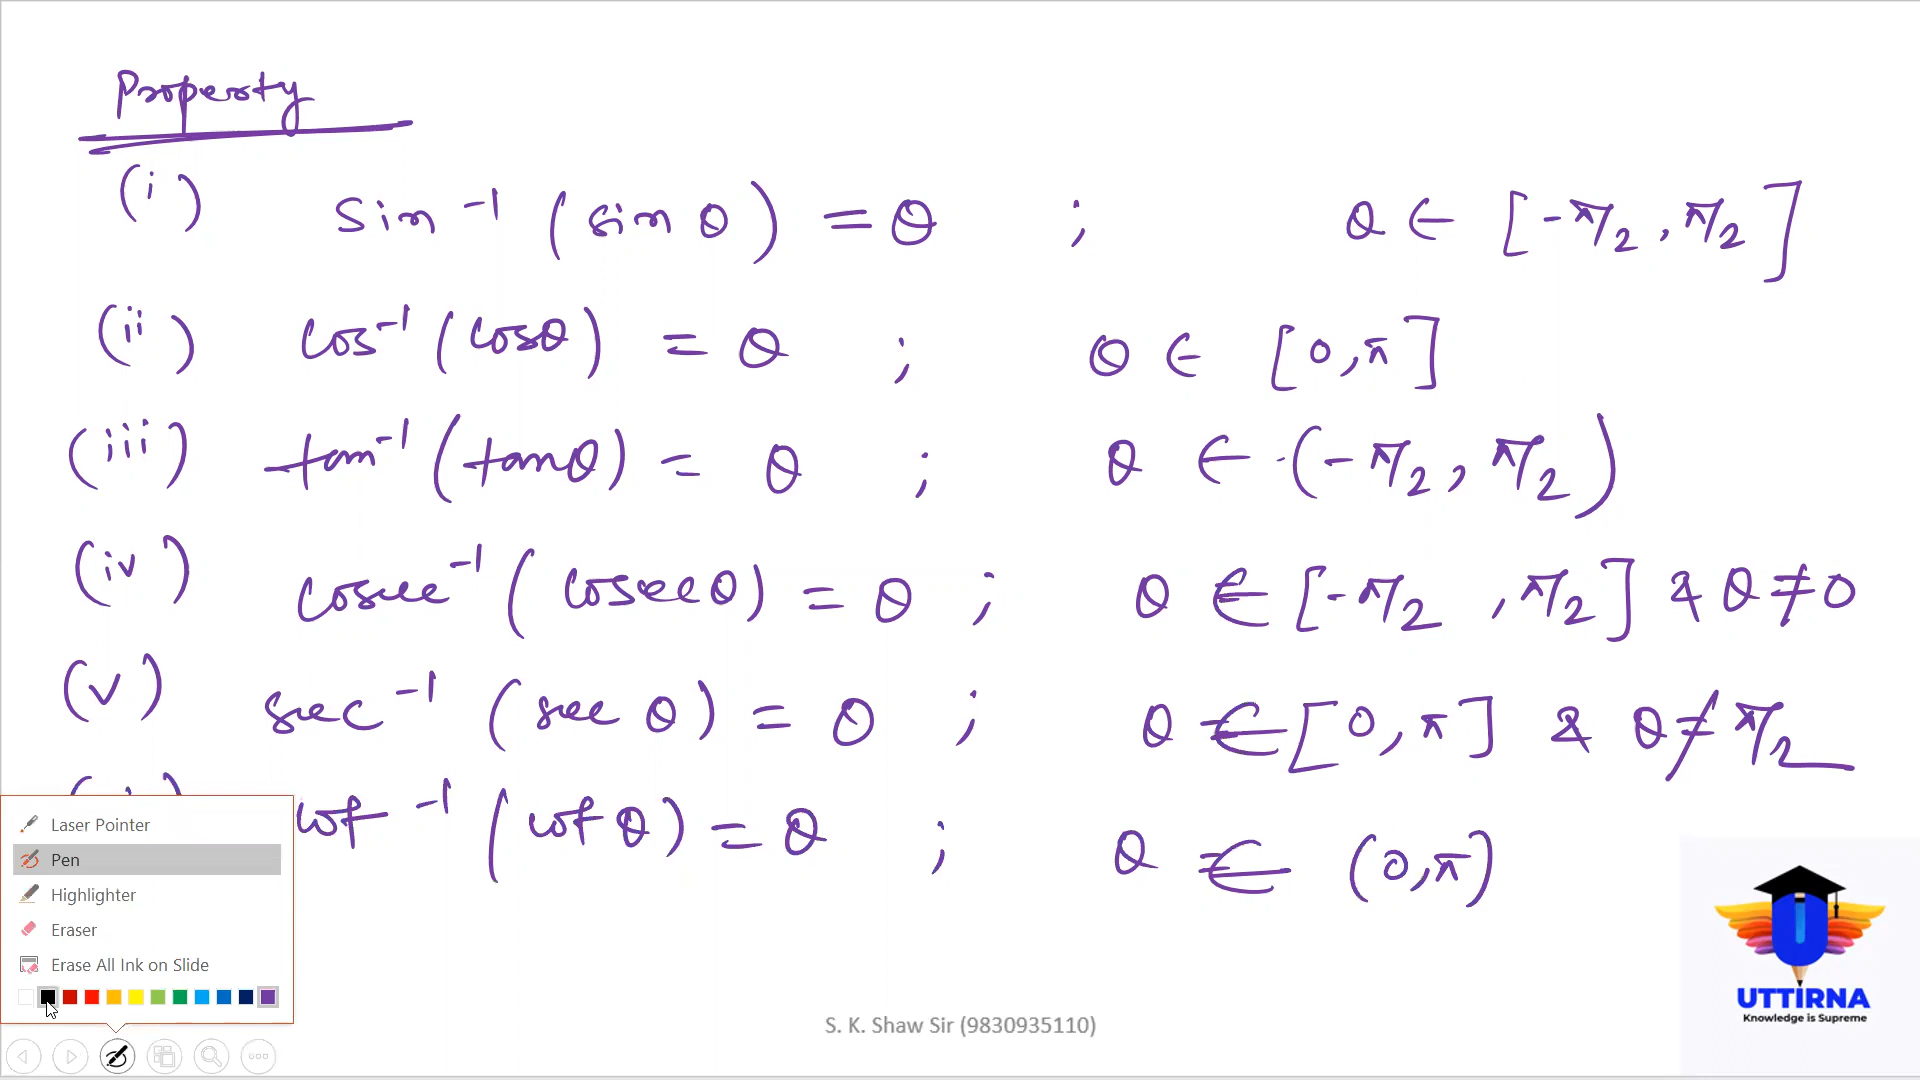 Property
(i) sin⁻¹ (sin θ) = θ ; θ ∈ [-π/2, π/2]
(ii) cos⁻¹ (cosθ) = θ ; θ ∈ [0, π]
(iii) tan⁻¹ (tanθ) = θ ; θ ∈ (-π/2, π/2)
(iv) cosec⁻¹ (cosec θ) = θ ; θ ∈ [-π/2, π/2] & θ ≠ 0
(v) sec⁻¹ (sec θ) = θ ; θ ∈ [0, π] & θ ≠ π/2
cot⁻¹ (cot θ) = θ ; θ ∈ (0, π)
Laser Pointer
Pen
Highlighter
Eraser
Erase All Ink on Slide
UTTIRNA
Knowledge is Supreme
S. K. Shaw Sir (9830935110)